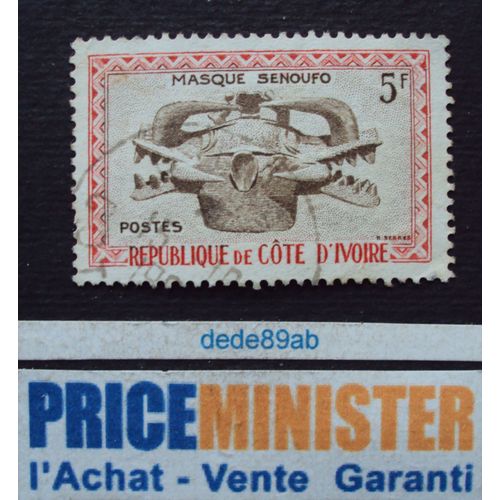 MASQUE SENOUFO
5F
POSTES
REPUBLIQUE DE CÔTE D'IVOIRE
dede89ab
PRICEMINISTER
l'Achat - Vente Garanti